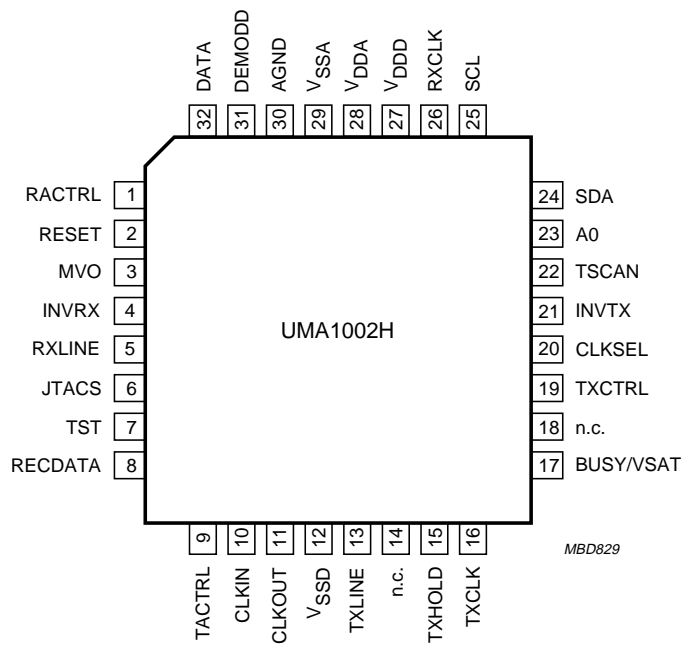 32 DATA
31 DEMODD
30 AGND
29 VSSA
28 VDDA
27 VDDD
26 RXCLK
25 SCL
RACTRL 1
RESET 2
MVO 3
INVRX 4
RXLINE 5
JTACS 6
TST 7
RECDATA 8
UMA1002H
24 SDA
23 A0
22 TSCAN
21 INVTX
20 CLKSEL
19 TXCTRL
18 n.c.
17 BUSY/VSAT
TACTRL 9
CLKIN 10
CLKOUT 11
VSSD 12
TXLINE 13
n.c. 14
TXHOLD 15
TXCLK 16
MBD829